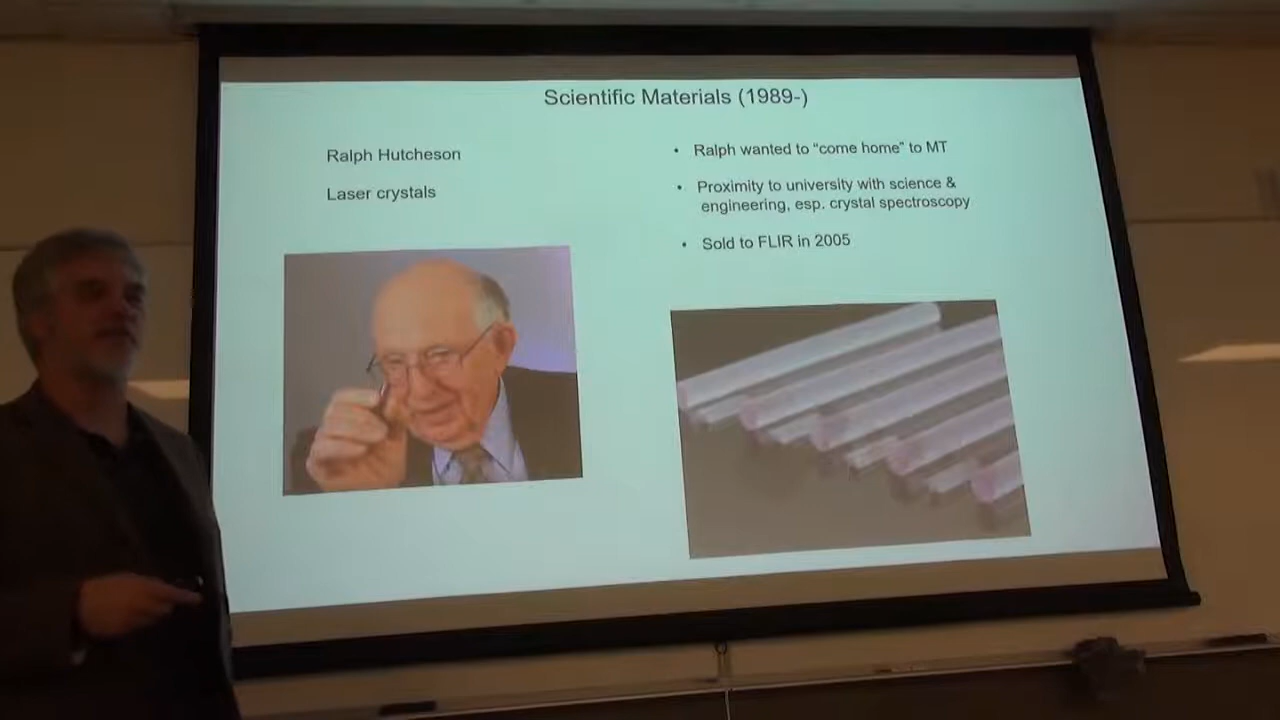 Scientific Materials (1989-)
Ralph Hutcheson
Laser crystals
• Ralph wanted to “come home” to MT
• Proximity to university with science &
engineering, esp. crystal spectroscopy
• Sold to FLIR in 2005